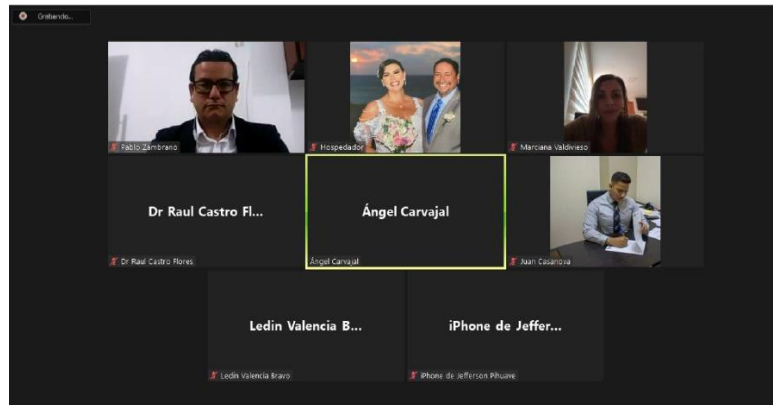 Grabando...
Pablo Zambrano
Hospedador
Marciana Valdivieso
Dr Raul Castro Fl...
Dr Raul Castro Flores
Ángel Carvajal
Ángel Carvajal
Juan Casanova
Ledin Valencia B...
Ledin Valencia Bravo
iPhone de Jeffer...
iPhone de Jefferson Pihuave